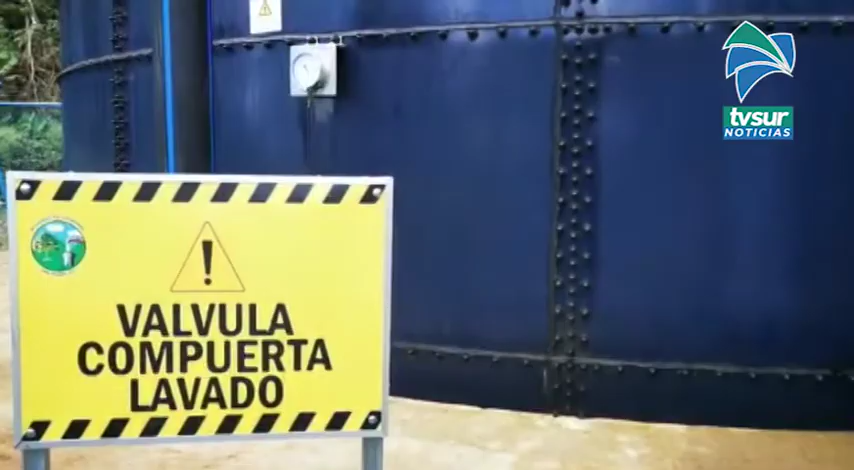 tvsur
NOTICIAS
VALVULA
COMPUERTA
LAVADO